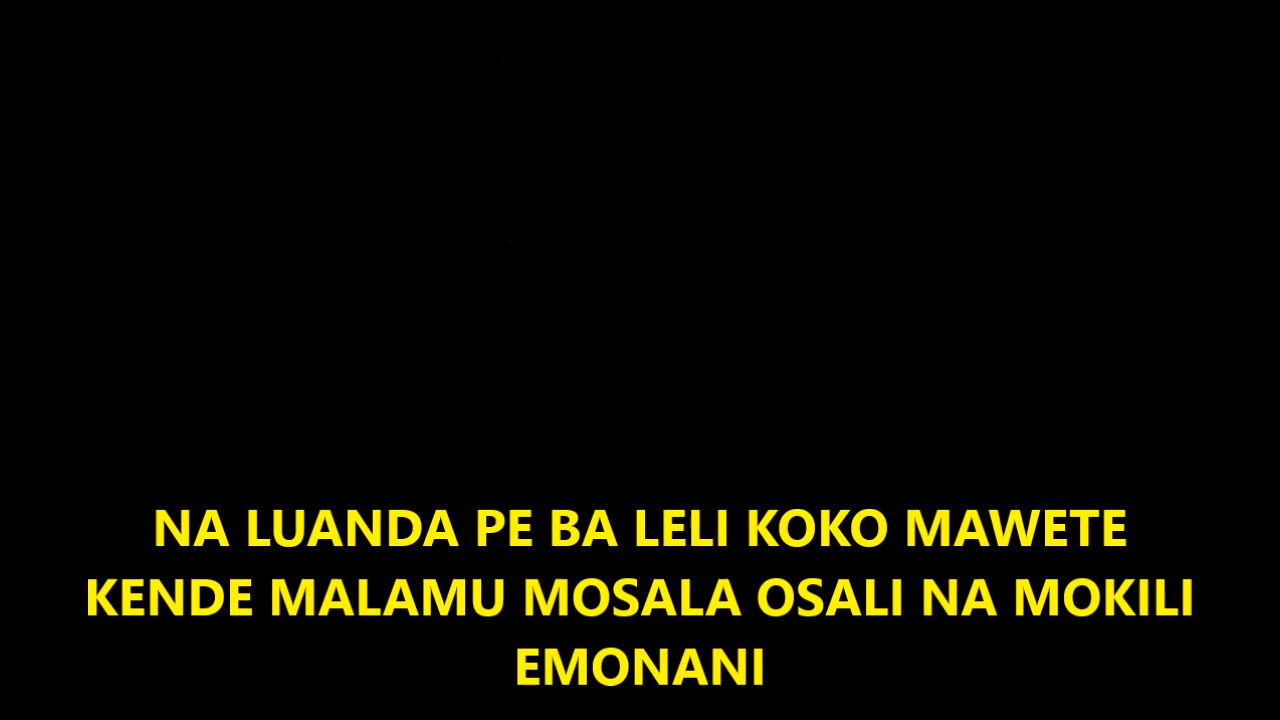 NA LUANDA PE BA LELI KOKO MAWETE
KENDE MALAMU MOSALA OSALI NA MOKILI
EMONANI